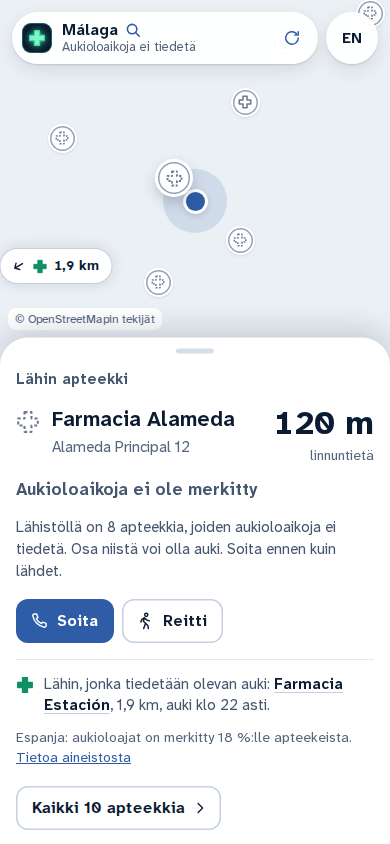 Málaga
Aukioloaikoja ei tiedetä
EN
1,9 km
© OpenStreetMapin tekijät
Lähin apteekki
Farmacia Alameda
120 m
Alameda Principal 12
linnuntietä
Aukioloaikoja ei ole merkitty
Lähistöllä on 8 apteekkia, joiden aukioloaikoja ei
tiedetä. Osa niistä voi olla auki. Soita ennen kuin
lähdet.
Soita
Reitti
Lähin, jonka tiedetään olevan auki: Farmacia
Estación, 1,9 km, auki klo 22 asti.
Espanja: aukioloajat on merkitty 18 %:lle apteekeista.
Tietoa aineistosta
Kaikki 10 apteekkia